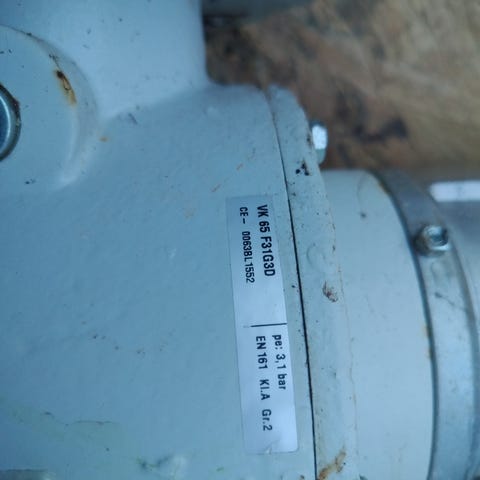 VK 65 F31G3D
CE- 0063BL1552
pe: 3,1 bar
EN 161 Kl.A Gr.2